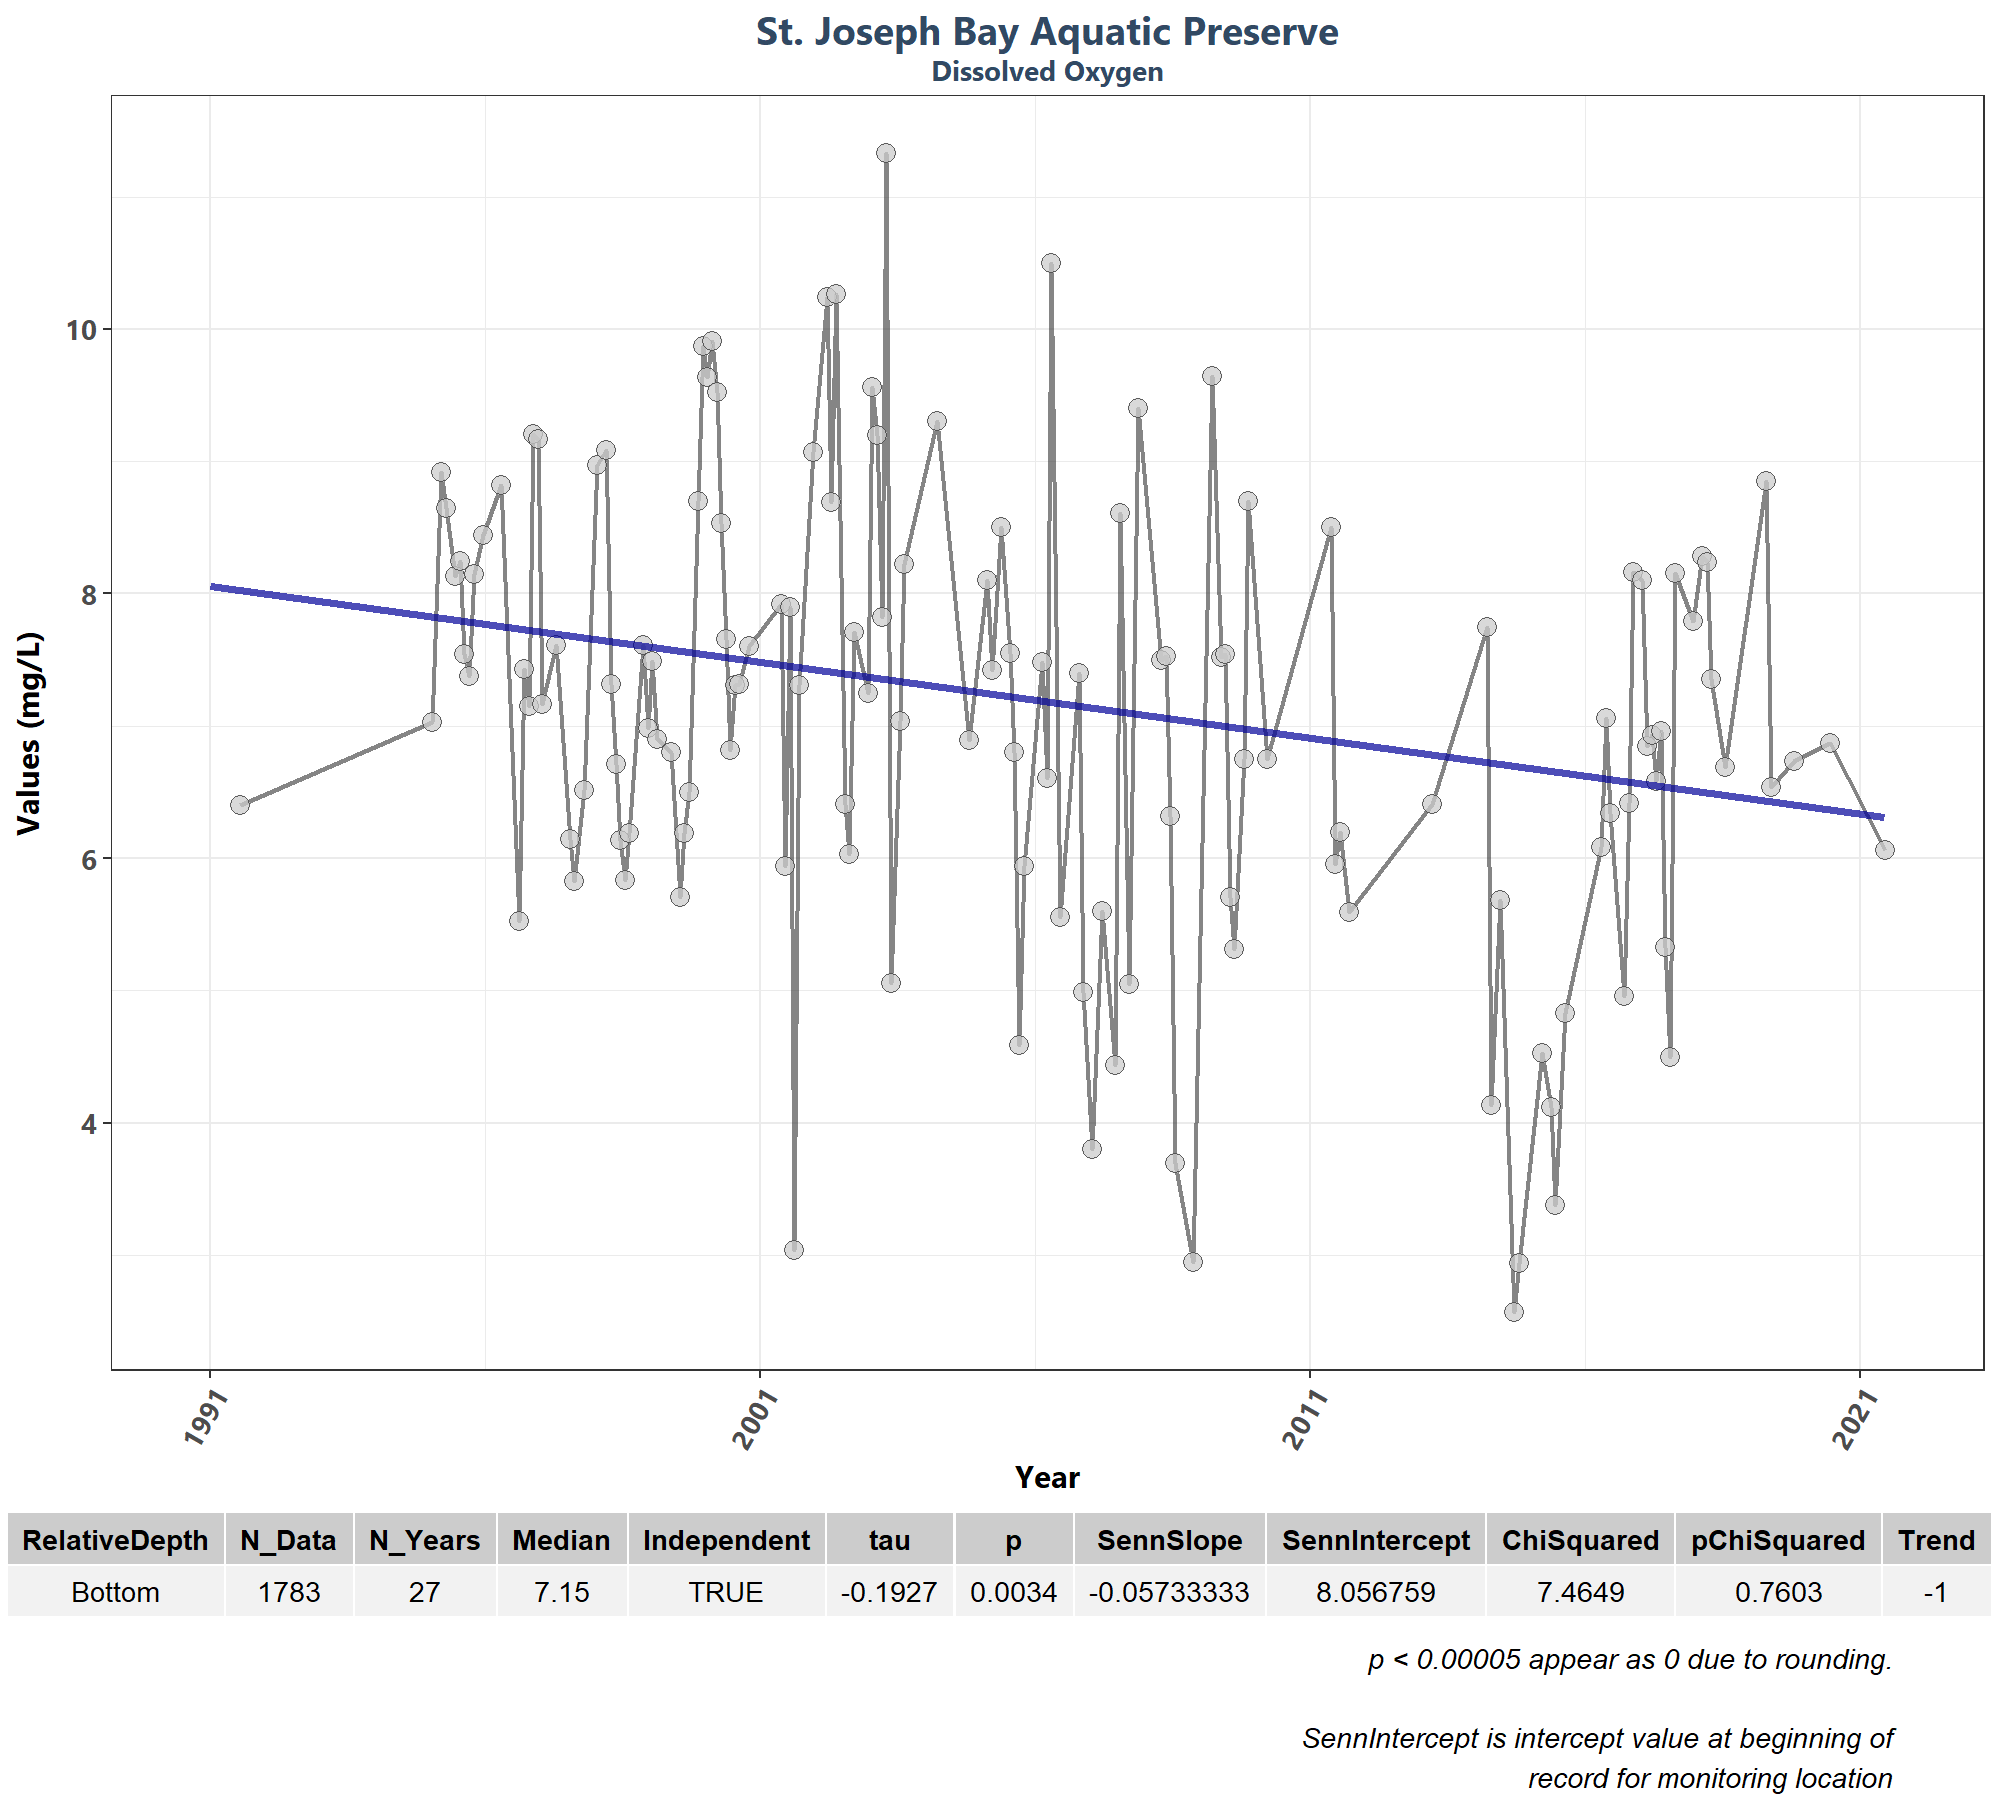 St. Joseph Bay Aquatic Preserve
Dissolved Oxygen
Values (mg/L)
10
8
6
4
1991
2001
2011
2021
Year
RelativeDepth N_Data N_Years Median Independent tau p SennSlope SennIntercept ChiSquared pChiSquared Trend
Bottom 1783 27 7.15 TRUE -0.1927 0.0034 -0.05733333 8.056759 7.4649 0.7603 -1
p < 0.00005 appear as 0 due to rounding.
SennIntercept is intercept value at beginning of
record for monitoring location